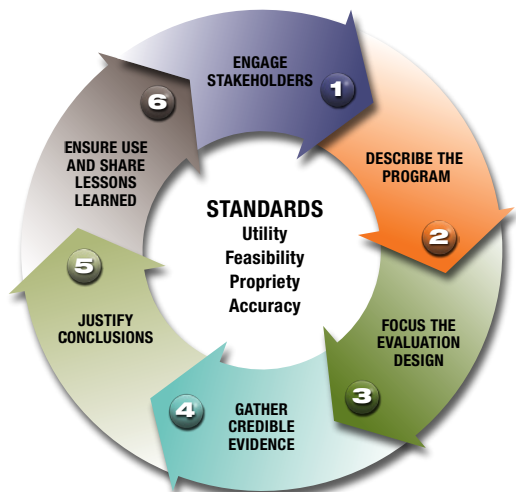 ENGAGE
STAKEHOLDERS
1
DESCRIBE THE
PROGRAM
2
FOCUS THE
EVALUATION
DESIGN
3
GATHER
CREDIBLE
EVIDENCE
4
JUSTIFY
CONCLUSIONS
5
ENSURE USE
AND SHARE
LESSONS
LEARNED
6
STANDARDS
Utility
Feasibility
Propriety
Accuracy